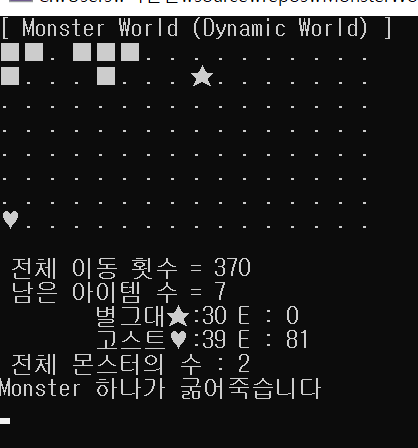 [ Monster World (Dynamic World) ]
■■. ■■■. . . . . . . . . .
■. . . ■. . . ★. . . . . . .
. . . . . . . . . . . . . . . .
. . . . . . . . . . . . . . . .
. . . . . . . . . . . . . . . .
. . . . . . . . . . . . . . . .
. . . . . . . . . . . . . . . .
♥. . . . . . . . . . . . . . .
전체 이동 횟수 = 370
남은 아이템 수 = 7
별그대★:30 E : 0
고스트♥:39 E : 81
전체 몬스터의 수 : 2
Monster 하나가 굶어죽습니다